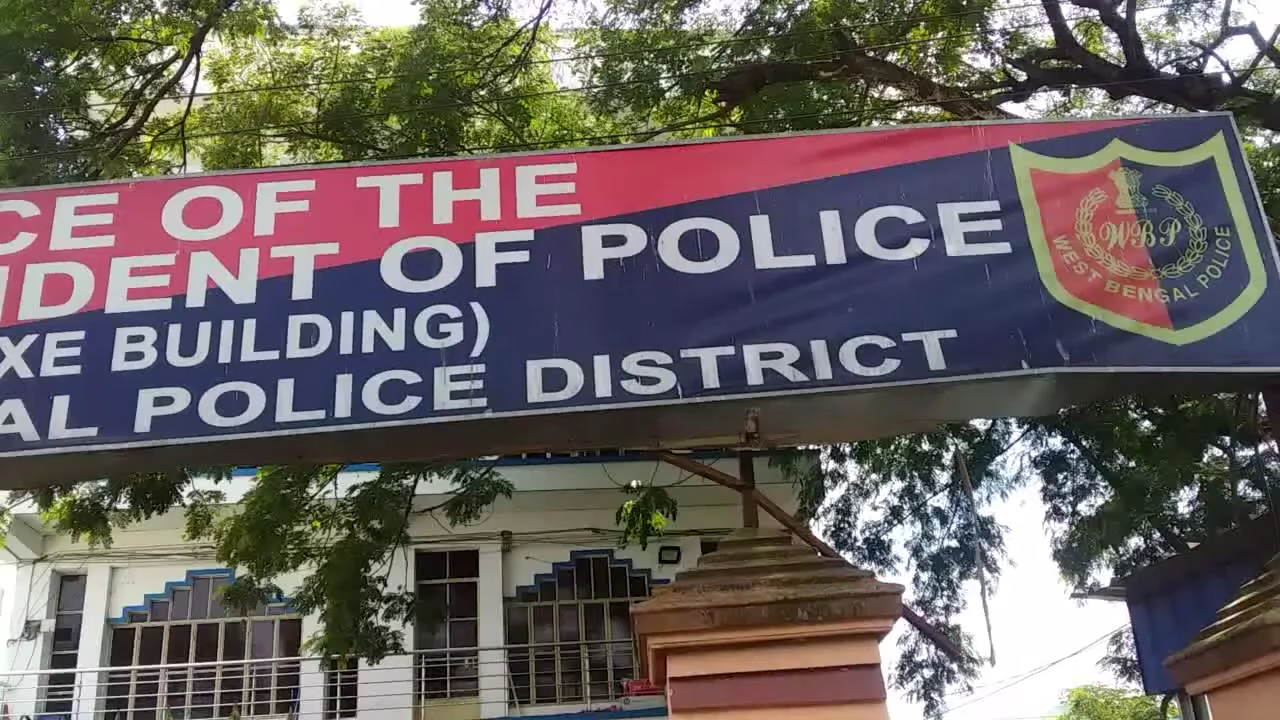 CE OF THE
IDENT OF POLICE
XE BUILDING)
AL POLICE DISTRICT
WBP
WEST BENGAL POLICE